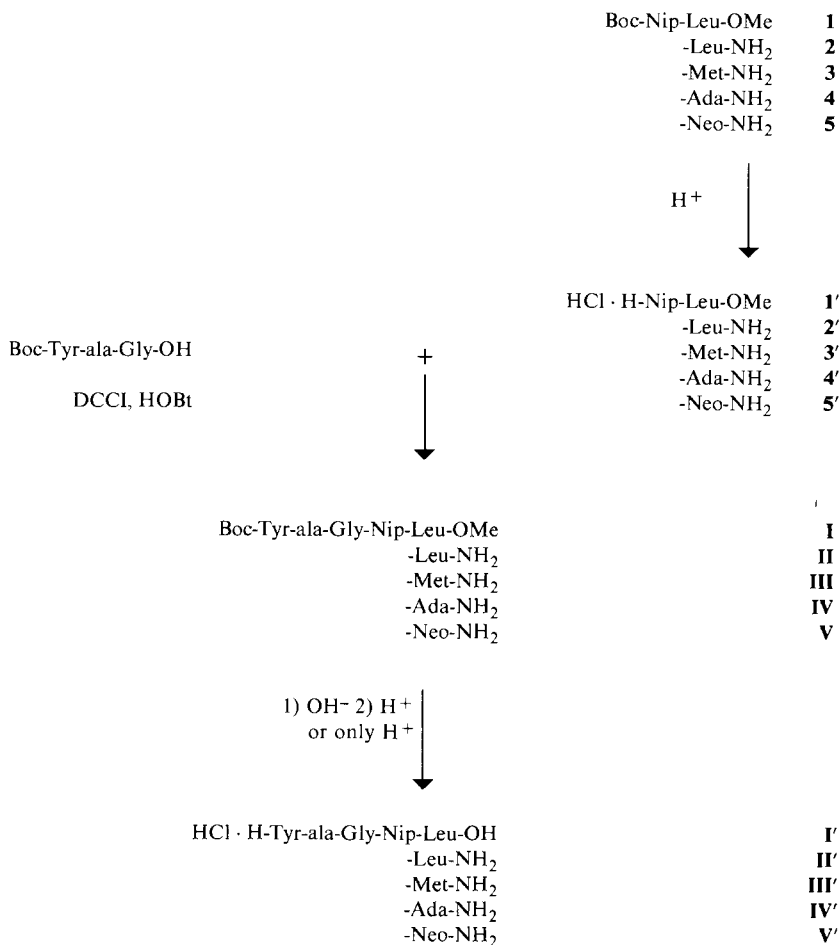 Boc-Nip-Leu-OMe 1
-Leu-NH₂ 2
-Met-NH₂ 3
-Ada-NH₂ 4
-Neo-NH₂ 5
H⁺
HCl · H-Nip-Leu-OMe 1′
-Leu-NH₂ 2′
Boc-Tyr-ala-Gly-OH + -Met-NH₂ 3′
-Ada-NH₂ 4′
DCCI, HOBt -Neo-NH₂ 5′
Boc-Tyr-ala-Gly-Nip-Leu-OMe I
-Leu-NH₂ II
-Met-NH₂ III
-Ada-NH₂ IV
-Neo-NH₂ V
1) OH⁻ 2) H⁺
or only H⁺
HCl · H-Tyr-ala-Gly-Nip-Leu-OH I′
-Leu-NH₂ II′
-Met-NH₂ III′
-Ada-NH₂ IV′
-Neo-NH₂ V′